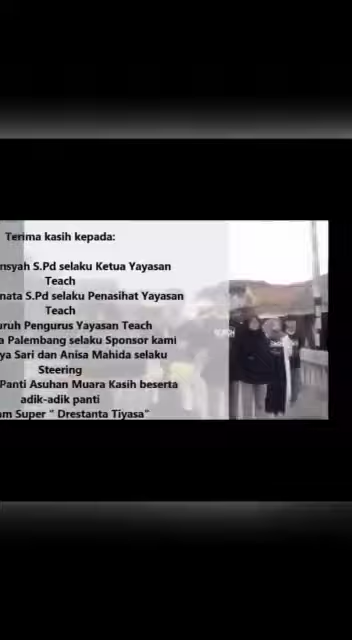 Terima kasih kepada:
nsyah S.Pd selaku Ketua Yayasan
Teach
nata S.Pd selaku Penasihat Yayasan
Teach
uruh Pengurus Yayasan Teach
a Palembang selaku Sponsor kami
ya Sari dan Anisa Mahida selaku
Steering
Panti Asuhan Muara Kasih beserta
adik-adik panti
am Super " Drestanta Tiyasa"